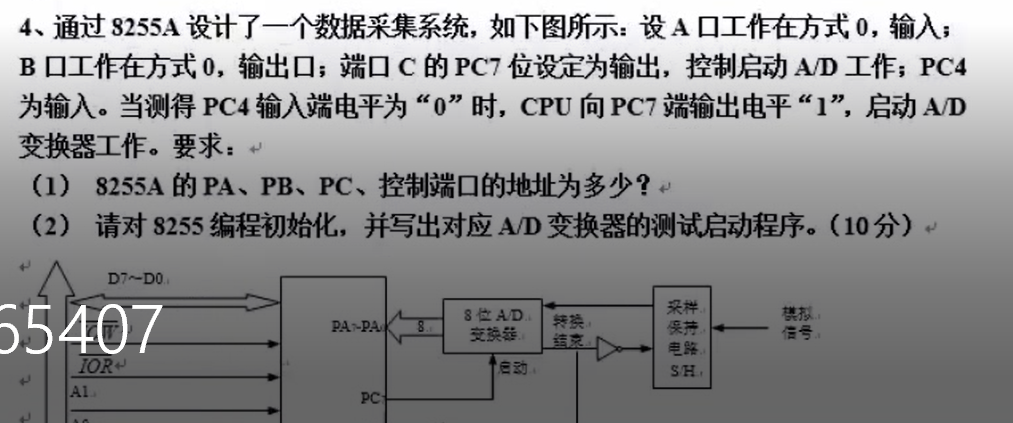 4、通过 8255A 设计了一个数据采集系统，如下图所示：设 A 口工作在方式 0，输入；
B 口工作在方式 0，输出口；端口 C 的 PC7 位设定为输出，控制启动 A/D 工作；PC4
为输入。当测得 PC4 输入端电平为“0”时，CPU 向 PC7 端输出电平“1”，启动 A/D
变换器工作。要求：
（1） 8255A 的 PA、PB、PC、控制端口的地址为多少？
（2） 请对 8255 编程初始化，并写出对应 A/D 变换器的测试启动程序。（10 分）
D7～D0
65407
IOW
IOR
A1
PA7-PA0
PC7
8
8 位 A/D
变换器
启动
转换
结束
采样
保持
电路
S/H
模拟
信号